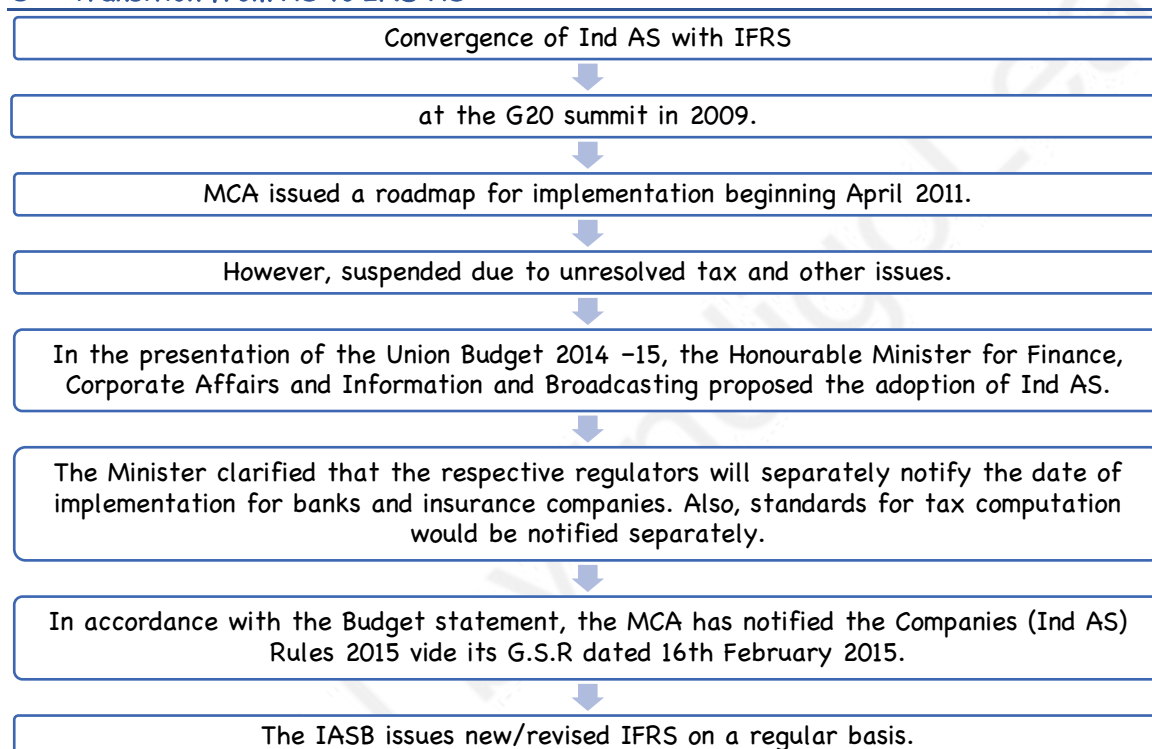 Convergence of Ind AS with IFRS
at the G20 summit in 2009.
MCA issued a roadmap for implementation beginning April 2011.
However, suspended due to unresolved tax and other issues.
In the presentation of the Union Budget 2014 –15, the Honourable Minister for Finance,
Corporate Affairs and Information and Broadcasting proposed the adoption of Ind AS.
The Minister clarified that the respective regulators will separately notify the date of
implementation for banks and insurance companies. Also, standards for tax computation
would be notified separately.
In accordance with the Budget statement, the MCA has notified the Companies (Ind AS)
Rules 2015 vide its G.S.R dated 16th February 2015.
The IASB issues new/revised IFRS on a regular basis.